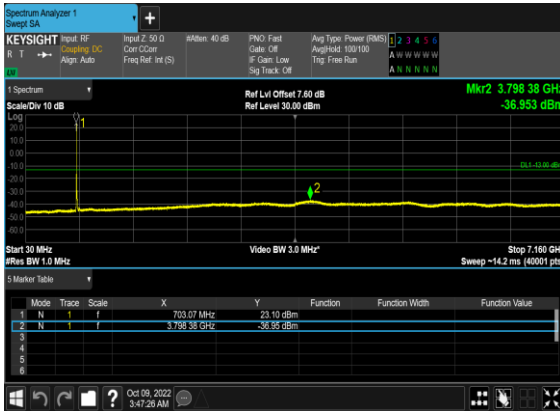 Spectrum Analyzer 1
Swept SA
+
KEYSIGHT Input: RF Input Z: 50 Ω #Atten: 40 dB PNO: Fast Avg Type: Power (RMS) 1 2 3 4 5 6
R T Coupling: DC Corr CCorr Gate: Off Avg|Hold: 100/100 A W W W W W
Align: Auto Freq Ref: Int (S) IF Gain: Low Trig: Free Run
Sig Track: Off A N N N N N
1 Spectrum Ref Lvl Offset 7.60 dB Mkr2 3.798 38 GHz
Scale/Div 10 dB Ref Level 30.00 dBm -36.953 dBm
Log
20.0
10.0
0.00
-10.0
-20.0
-30.0
-40.0
-50.0
-60.0
1
2
DL1 -13.00 dBm
Start 30 MHz Video BW 3.0 MHz* Stop 7.160 GHz
#Res BW 1.0 MHz Sweep ~14.2 ms (40001 pts)
5 Marker Table
Mode Trace Scale X Y Function Function Width Function Value
1 N 1 f 703.07 MHz 23.10 dBm
2 N 1 f 3.798 38 GHz -36.95 dBm
3
4
5
6
? Oct 09, 2022
3:47:26 AM